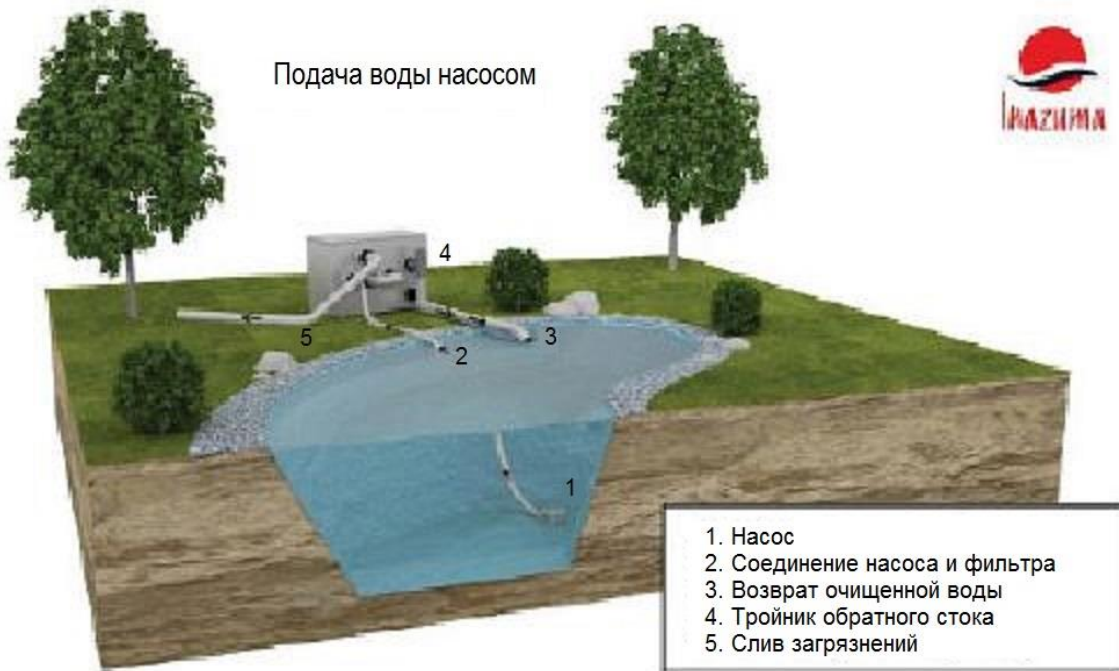 Подача воды насосом
INAZUMA
4
5
2
3
1
1. Насос
2. Соединение насоса и фильтра
3. Возврат очищенной воды
4. Тройник обратного стока
5. Слив загрязнений